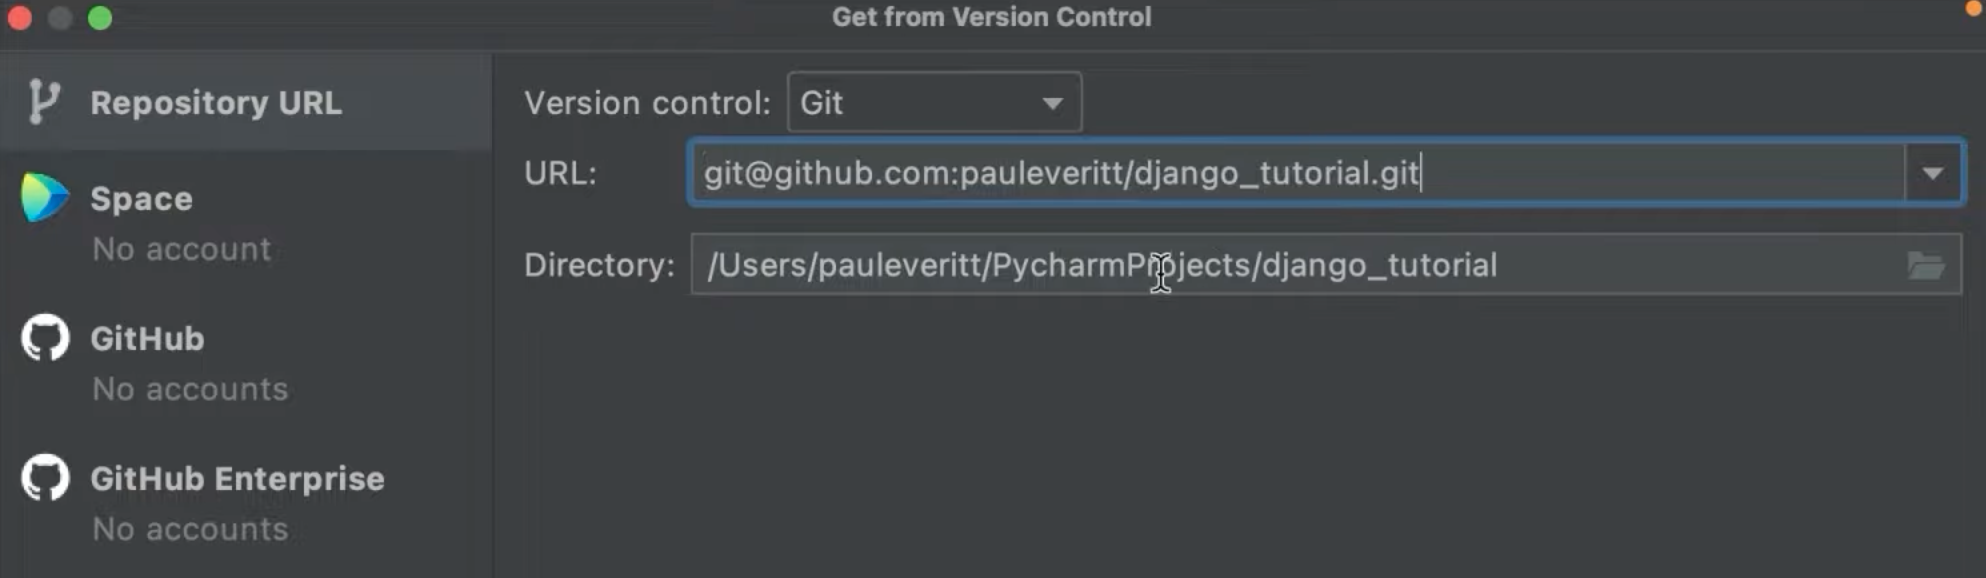 Get from Version Control
Repository URL
Space
No account
GitHub
No accounts
GitHub Enterprise
No accounts
Version control: Git
URL: git@github.com:pauleveritt/django_tutorial.git
Directory: /Users/pauleveritt/PycharmProjects/django_tutorial